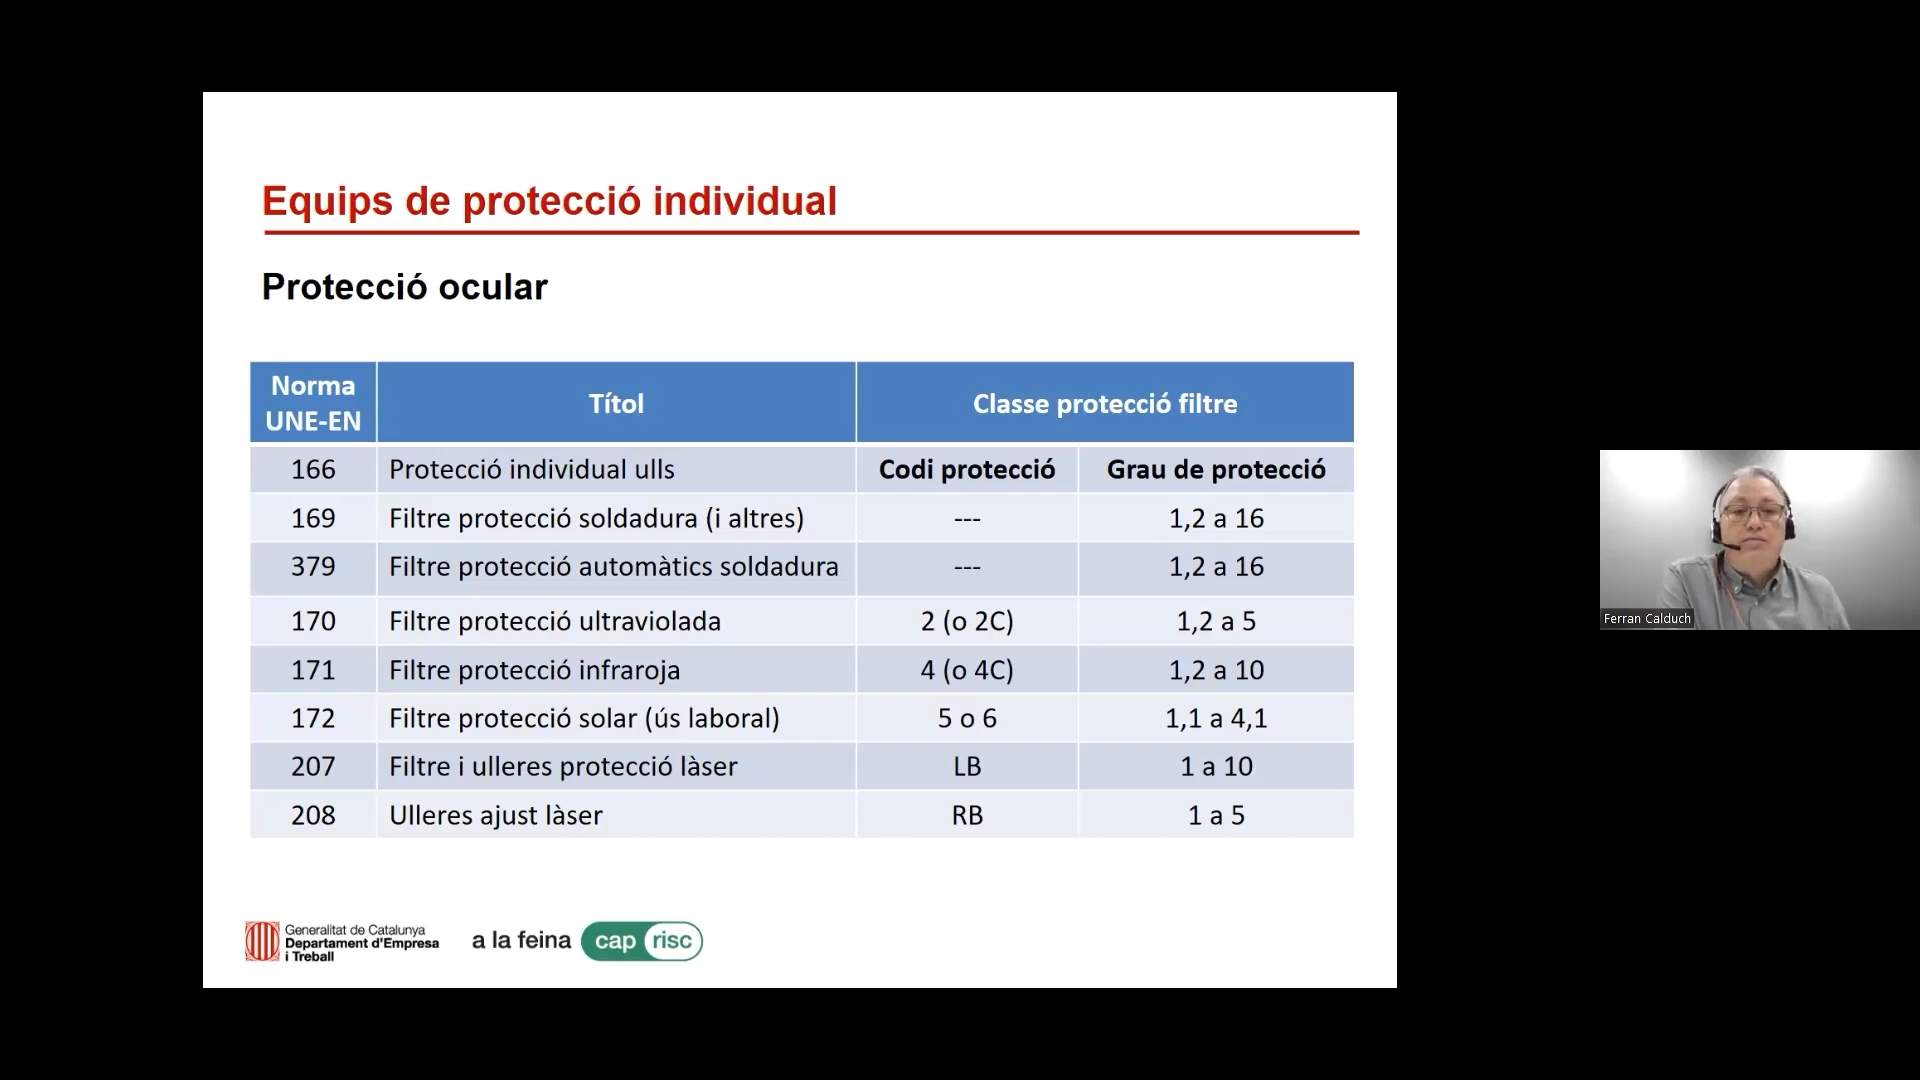 Equips de protecció individual
Protecció ocular
Norma UNE-EN Títol Classe protecció filtre
166 Protecció individual ulls Codi protecció Grau de protecció
169 Filtre protecció soldadura (i altres) --- 1,2 a 16
379 Filtre protecció automàtics soldadura --- 1,2 a 16
170 Filtre protecció ultraviolada 2 (o 2C) 1,2 a 5
171 Filtre protecció infraroja 4 (o 4C) 1,2 a 10
172 Filtre protecció solar (ús laboral) 5 o 6 1,1 a 4,1
207 Filtre i ulleres protecció làser LB 1 a 10
208 Ulleres ajust làser RB 1 a 5
Generalitat de Catalunya
Departament d'Empresa
i Treball
a la feina cap risc
Ferran Calduch